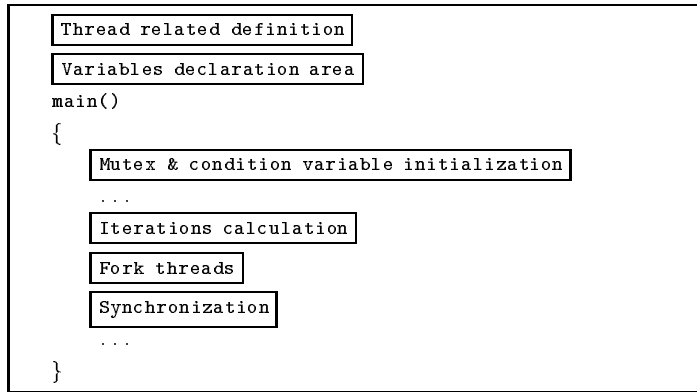 Thread related definition
Variables declaration area
main()
{
Mutex & condition variable initialization
...
Iterations calculation
Fork threads
Synchronization
...
}